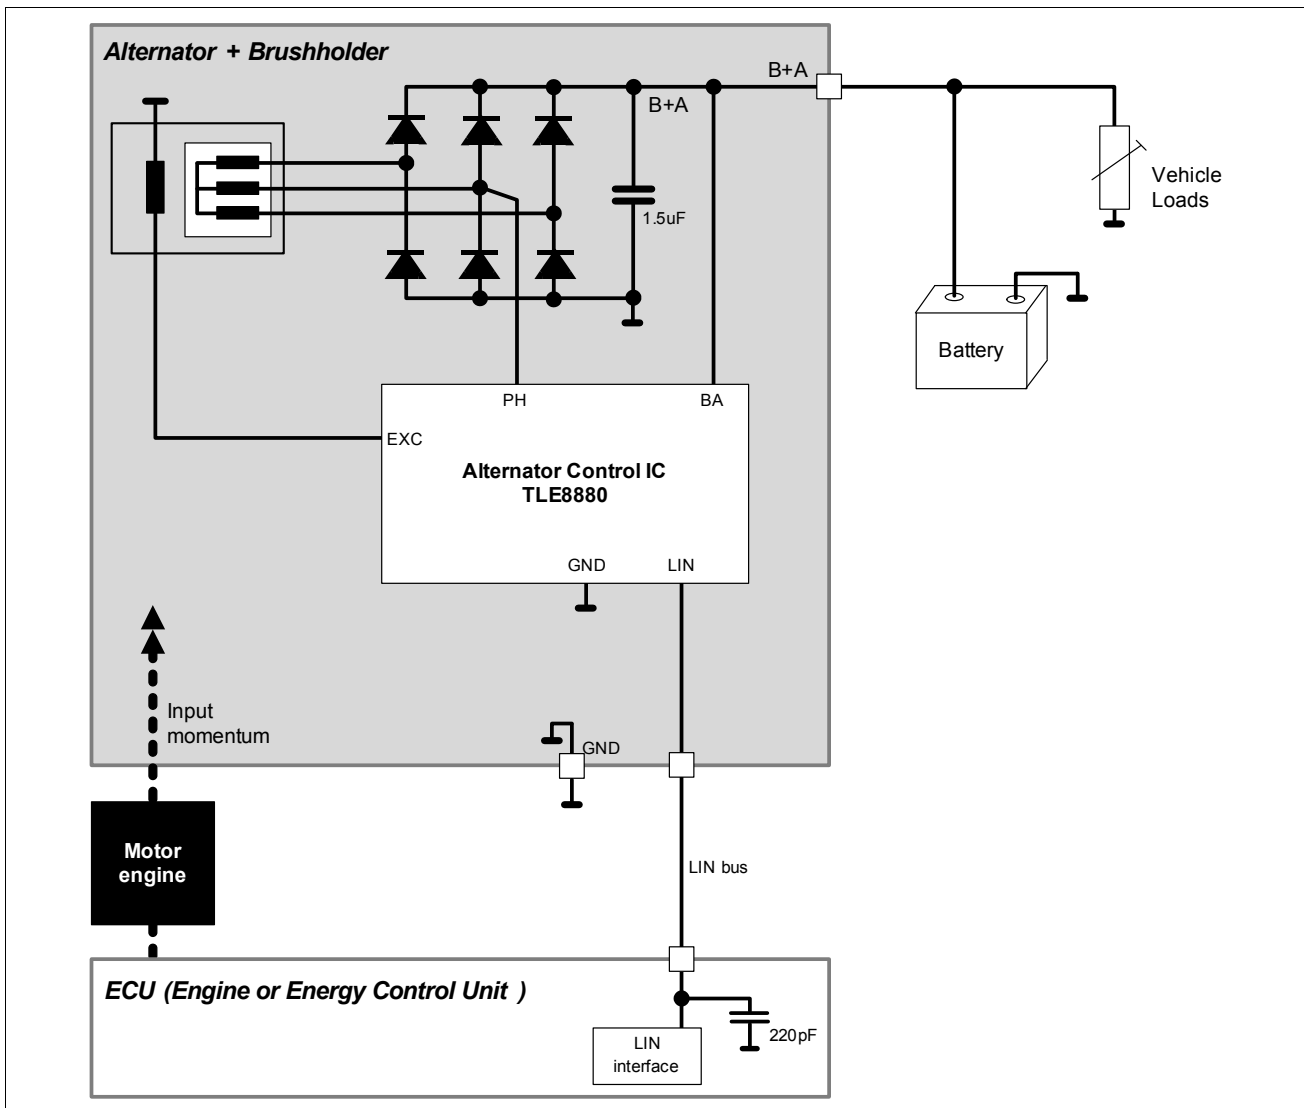 Alternator + Brushholder
B+A
B+A
1.5uF
Vehicle
Loads
Battery
PH
BA
EXC
Alternator Control IC
TLE8880
GND
LIN
Input
momentum
GND
Motor
engine
LIN bus
ECU (Engine or Energy Control Unit )
220pF
LIN
interface